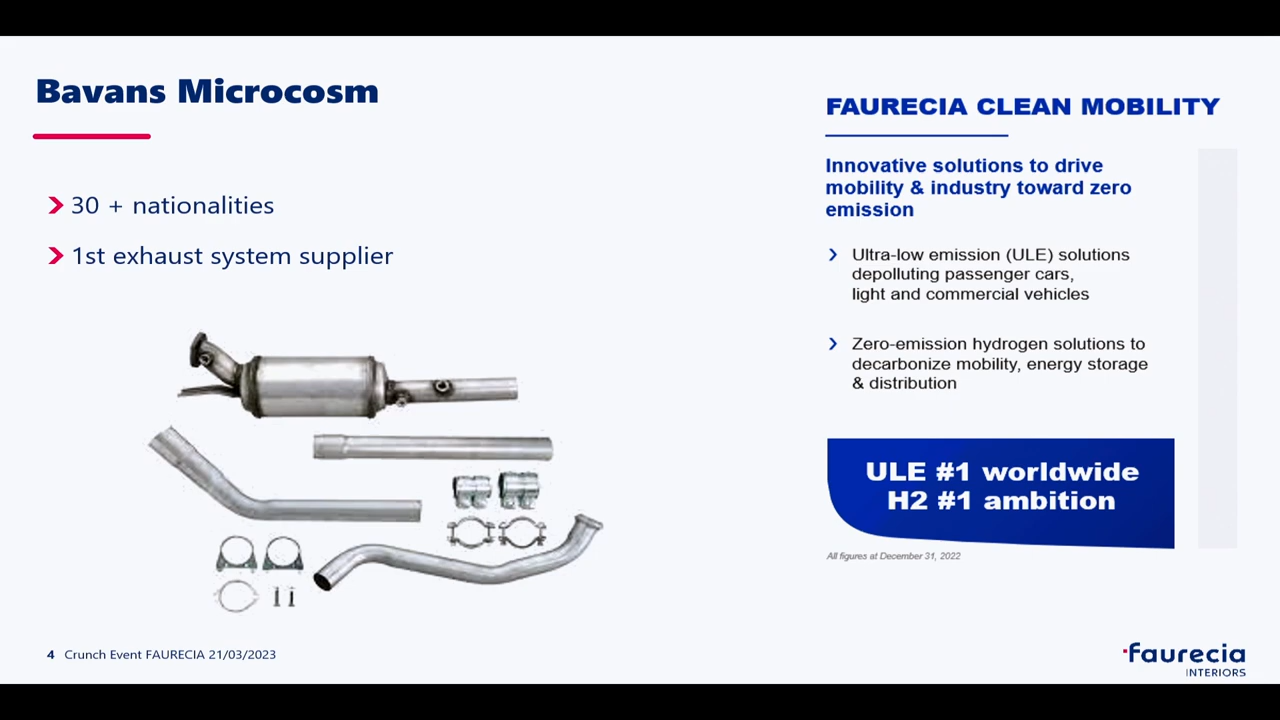 Bavans Microcosm
30 + nationalities
1st exhaust system supplier
FAURECIA CLEAN MOBILITY
Innovative solutions to drive
mobility & industry toward zero
emission
Ultra-low emission (ULE) solutions
depolluting passenger cars,
light and commercial vehicles
Zero-emission hydrogen solutions to
decarbonize mobility, energy storage
& distribution
ULE #1 worldwide
H2 #1 ambition
All figures at December 31, 2022
4 Crunch Event FAURECIA 21/03/2023
faurecia
INTERIORS